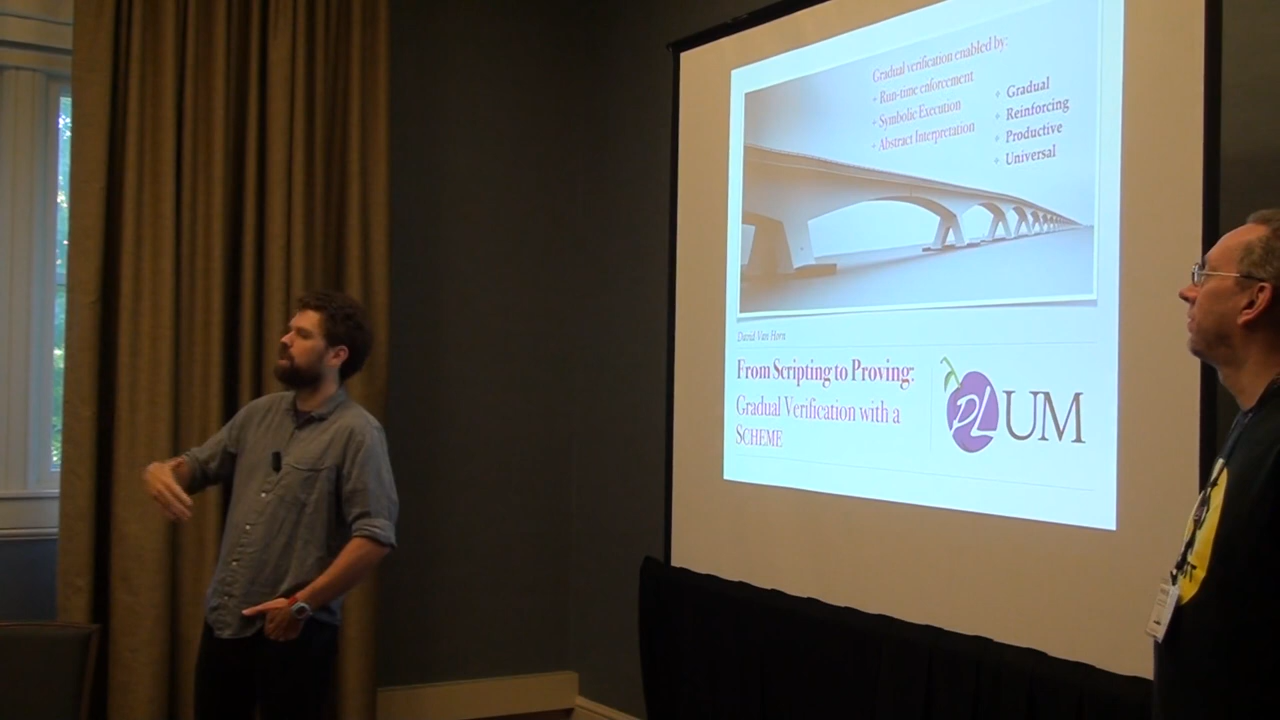 Gradual verification enabled by:
+ Run-time enforcement
+ Symbolic Execution
+ Abstract Interpretation
+ Gradual
+ Reinforcing
+ Productive
+ Universal
David Van Horn
From Scripting to Proving:
Gradual Verification with a
SCHEME
PL UM